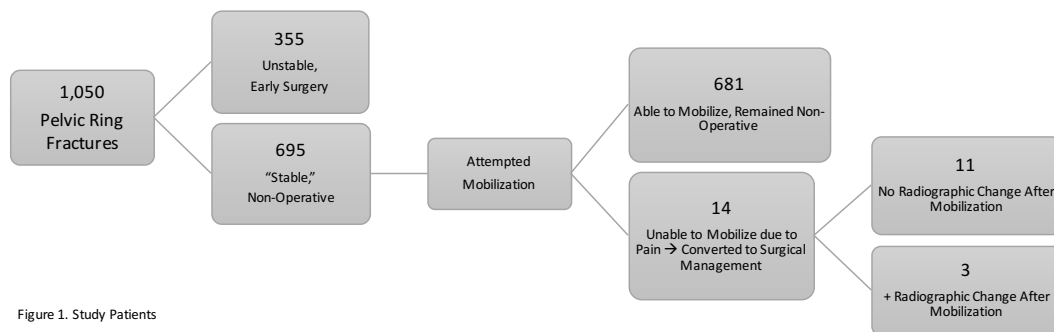 1,050
Pelvic Ring
Fractures
355
Unstable,
Early Surgery
695
“Stable,”
Non-Operative
Attempted
Mobilization
681
Able to Mobilize, Remained Non-
Operative
14
Unable to Mobilize due to
Pain → Converted to Surgical
Management
11
No Radiographic Change After
Mobilization
3
+ Radiographic Change After
Mobilization
Figure 1. Study Patients